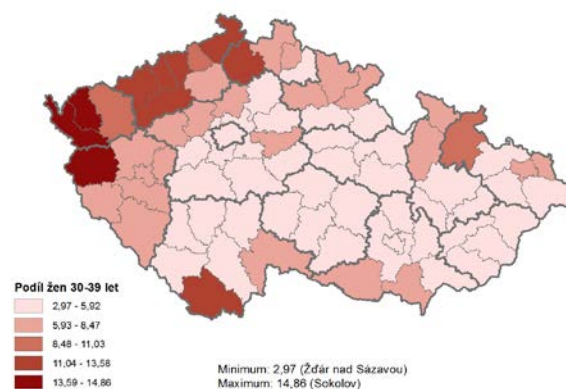 Podíl žen 30-39 let
2,97 - 5,92
5,93 - 8,47
8,48 - 11,03
11,04 - 13,58
13,59 - 14,86
Minimum: 2,97 (Žďár nad Sázavou)
Maximum: 14,86 (Sokolov)